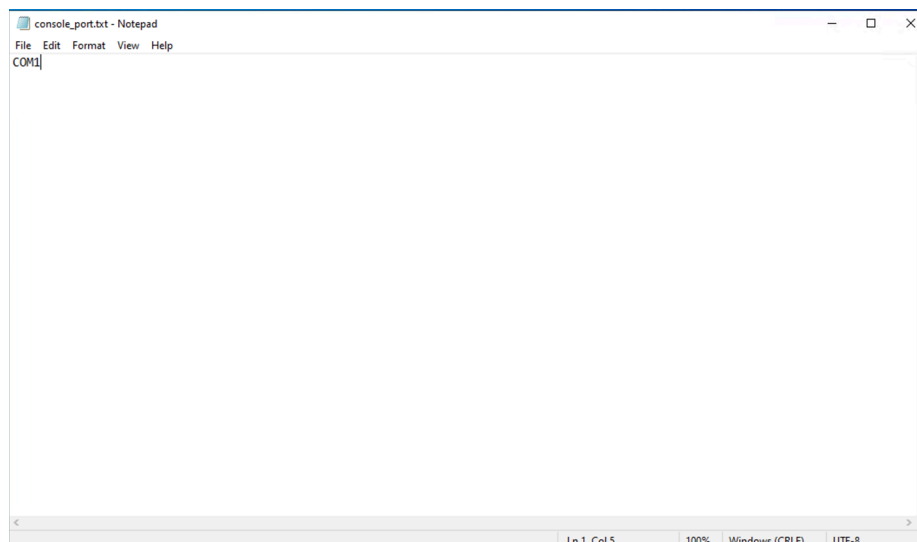 console_port.txt - Notepad
File Edit Format View Help
COM1
Ln 1, Col 5 100% Windows (CRLF) UTF-8